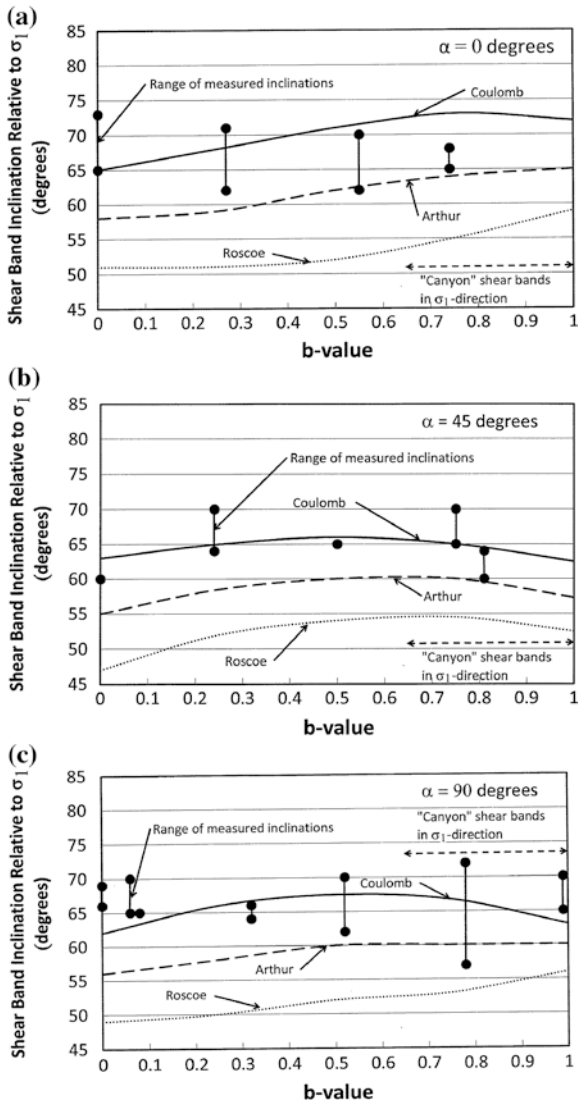 (a)
85
80
75
70
65
60
55
50
45
Shear Band Inclination Relative to σ1
(degrees)
α = 0 degrees
Range of measured inclinations
Coulomb
Arthur
Roscoe
"Canyon" shear bands
in σ1-direction
0 0.1 0.2 0.3 0.4 0.5 0.6 0.7 0.8 0.9 1
b-value
(b)
85
80
75
70
65
60
55
50
45
Shear Band Inclination Relative to σ1
(degrees)
α = 45 degrees
Range of measured inclinations
Coulomb
Arthur
Roscoe
"Canyon" shear bands
in σ1-direction
0 0.1 0.2 0.3 0.4 0.5 0.6 0.7 0.8 0.9 1
b-value
(c)
85
80
75
70
65
60
55
50
45
Shear Band Inclination Relative to σ1
(degrees)
α = 90 degrees
"Canyon" shear bands
in σ1-direction
Range of measured inclinations
Coulomb
Arthur
Roscoe
0 0.1 0.2 0.3 0.4 0.5 0.6 0.7 0.8 0.9 1
b-value